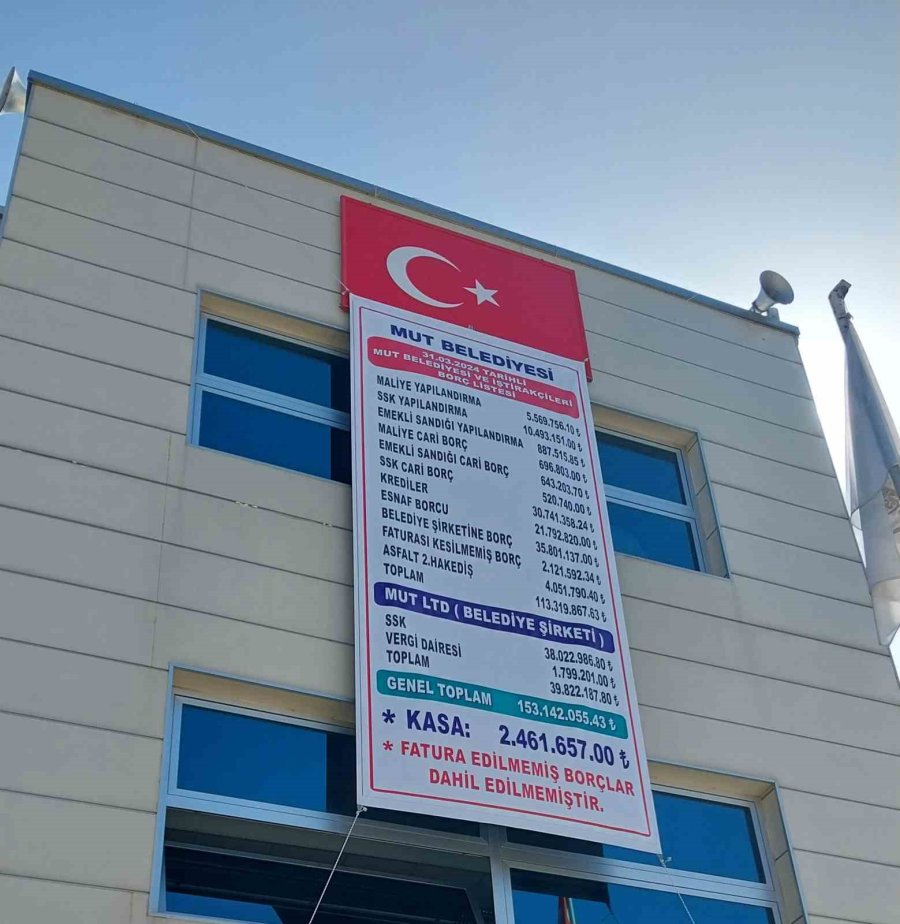 MUT BELEDİYESİ
31.03.2024 TARİHLİ
MUT BELEDİYESİ VE İŞTİRAKÇİLERİ
BORÇ LİSTESİ
MALİYE YAPILANDIRMA 5.569.756.10 ₺
SSK YAPILANDIRMA 10.493.151.00 ₺
EMEKLİ SANDIĞI YAPILANDIRMA 887.515.85 ₺
MALİYE CARİ BORÇ 696.803.00 ₺
EMEKLİ SANDIĞI CARİ BORÇ 643.203.70 ₺
SSK CARİ BORÇ 520.740.00 ₺
KREDİLER 30.741.358.24 ₺
ESNAF BORCU 21.792.820.00 ₺
BELEDİYE ŞİRKETİNE BORÇ 35.801.137.00 ₺
FATURASI KESİLMEMİŞ BORÇ 2.121.592.34 ₺
ASFALT 2.HAKEDİŞ 4.051.790.40 ₺
TOPLAM 113.319.867.63 ₺
MUT LTD ( BELEDİYE ŞİRKETİ )
SSK 38.022.986.80 ₺
VERGİ DAİRESİ 1.799.201.00 ₺
TOPLAM 39.822.187.80 ₺
GENEL TOPLAM 153.142.055.43 ₺
* KASA: 2.461.657.00 ₺
* FATURA EDİLMEMİŞ BORÇLAR
DAHİL EDİLMEMİŞTİR.